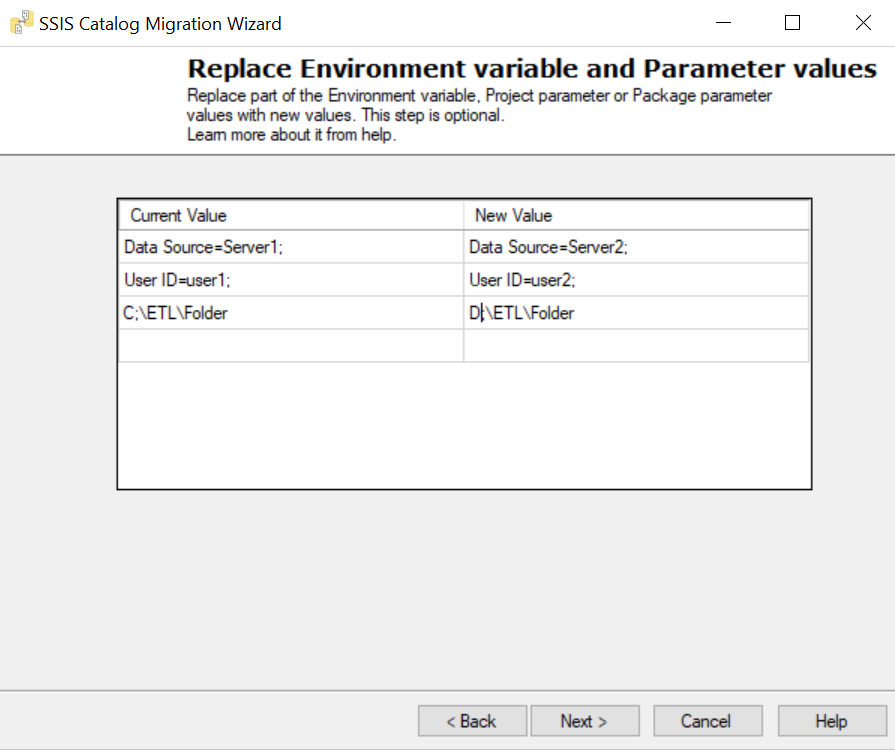 SSIS Catalog Migration Wizard
Replace Environment variable and Parameter values
Replace part of the Environment variable, Project parameter or Package parameter
values with new values. This step is optional.
Learn more about it from help.
Current Value New Value
Data Source=Server1; Data Source=Server2;
User ID=user1; User ID=user2;
C;\ETL\Folder D;\ETL\Folder
< Back Next > Cancel Help